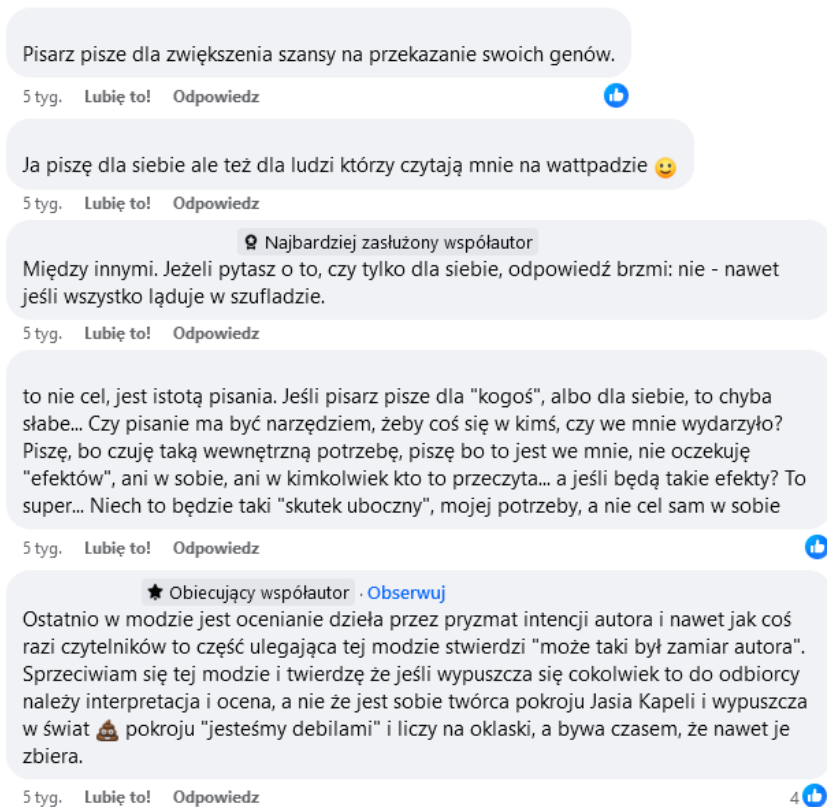 Pisarz pisze dla zwiększenia szansy na przekazanie swoich genów.
5 tyg. Lubię to! Odpowiedz
Ja piszę dla siebie ale też dla ludzi którzy czytają mnie na wattpadzie 🙂
5 tyg. Lubię to! Odpowiedz
Najbardziej zasłużony współautor
Między innymi. Jeżeli pytasz o to, czy tylko dla siebie, odpowiedź brzmi: nie - nawet
jeśli wszystko ląduje w szufladzie.
5 tyg. Lubię to! Odpowiedz
to nie cel, jest istotą pisania. Jeśli pisarz pisze dla "kogoś", albo dla siebie, to chyba
słabe... Czy pisanie ma być narzędziem, żeby coś się w kimś, czy we mnie wydarzyło?
Piszę, bo czuję taką wewnętrzną potrzebę, piszę bo to jest we mnie, nie oczekuję
"efektów", ani w sobie, ani w kimkolwiek kto to przeczyta... a jeśli będą takie efekty? To
super... Niech to będzie taki "skutek uboczny", mojej potrzeby, a nie cel sam w sobie
5 tyg. Lubię to! Odpowiedz
Obiecujący współautor · Obserwuj
Ostatnio w modzie jest ocenianie dzieła przez pryzmat intencji autora i nawet jak coś
razi czytelników to część ulegająca tej modzie stwierdzi "może taki był zamiar autora".
Sprzeciwiam się tej modzie i twierdzę że jeśli wypuszcza się cokolwiek to do odbiorcy
należy interpretacja i ocena, a nie że jest sobie twórca pokroju Jasia Kapeli i wypuszcza
w świat 💩 pokroju "jesteśmy debilami" i liczy na oklaski, a bywa czasem, że nawet je
zbiera.
5 tyg. Lubię to! Odpowiedz 4